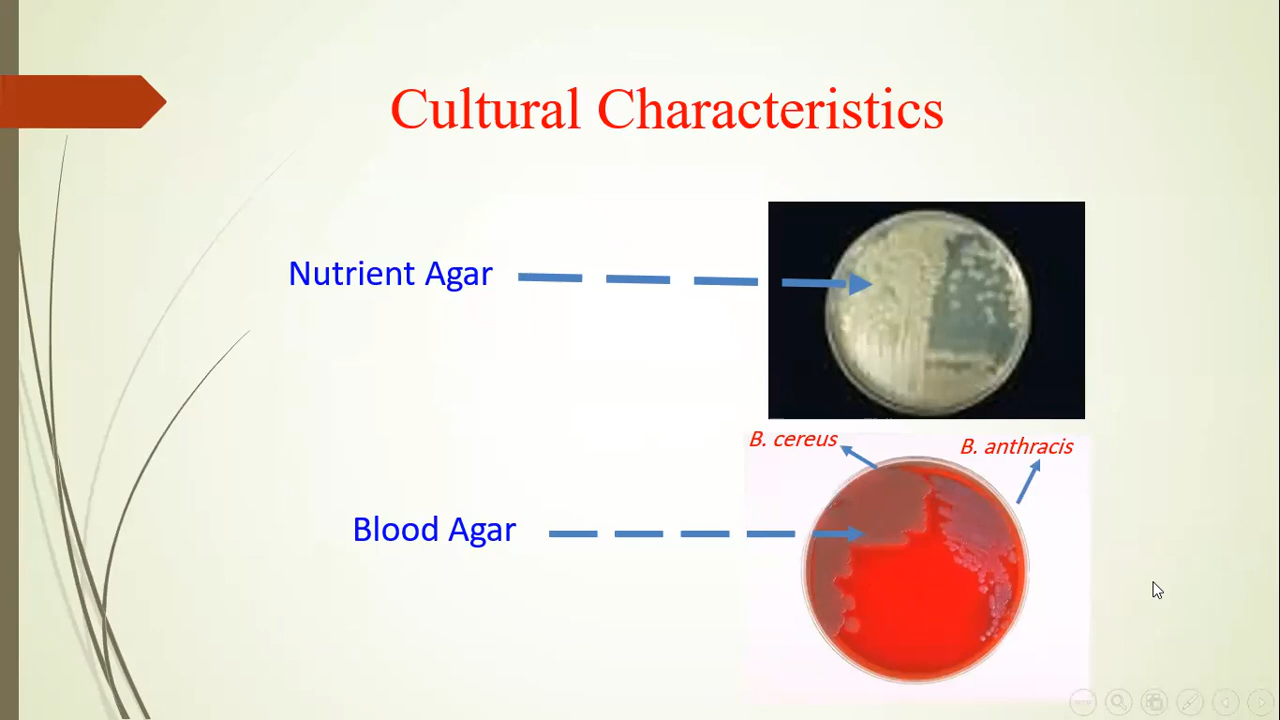 Cultural Characteristics
Nutrient Agar
B. cereus
B. anthracis
Blood Agar